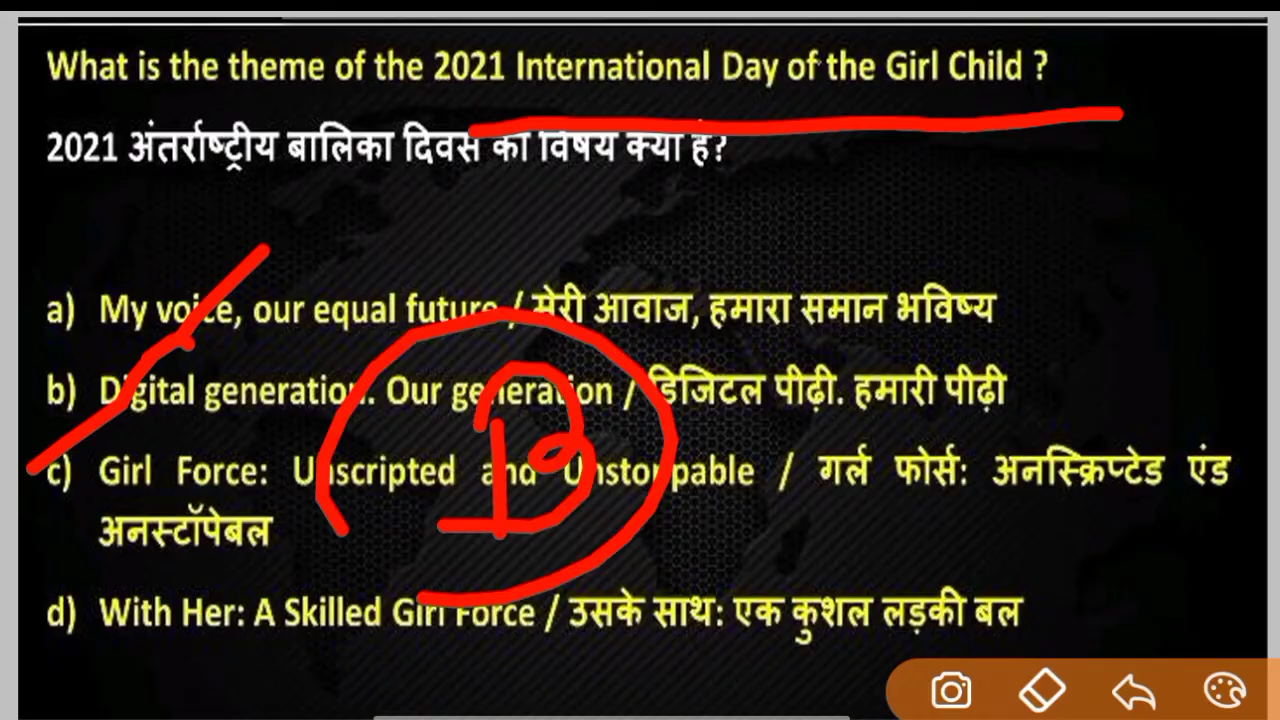 What is the theme of the 2021 International Day of the Girl Child ?
2021 अंतर्राष्ट्रीय बालिका दिवस का विषय क्या है?
a) My voice, our equal future / मेरी आवाज, हमारा समान भविष्य
b) Digital generation. Our generation / डिजिटल पीढ़ी. हमारी पीढ़ी
c) Girl Force: Unscripted and Unstoppable / गर्ल फोर्स: अनस्क्रिप्टेड एंड
अनस्टॉपेबल
B
d) With Her: A Skilled Girl Force / उसके साथ: एक कुशल लड़की बल